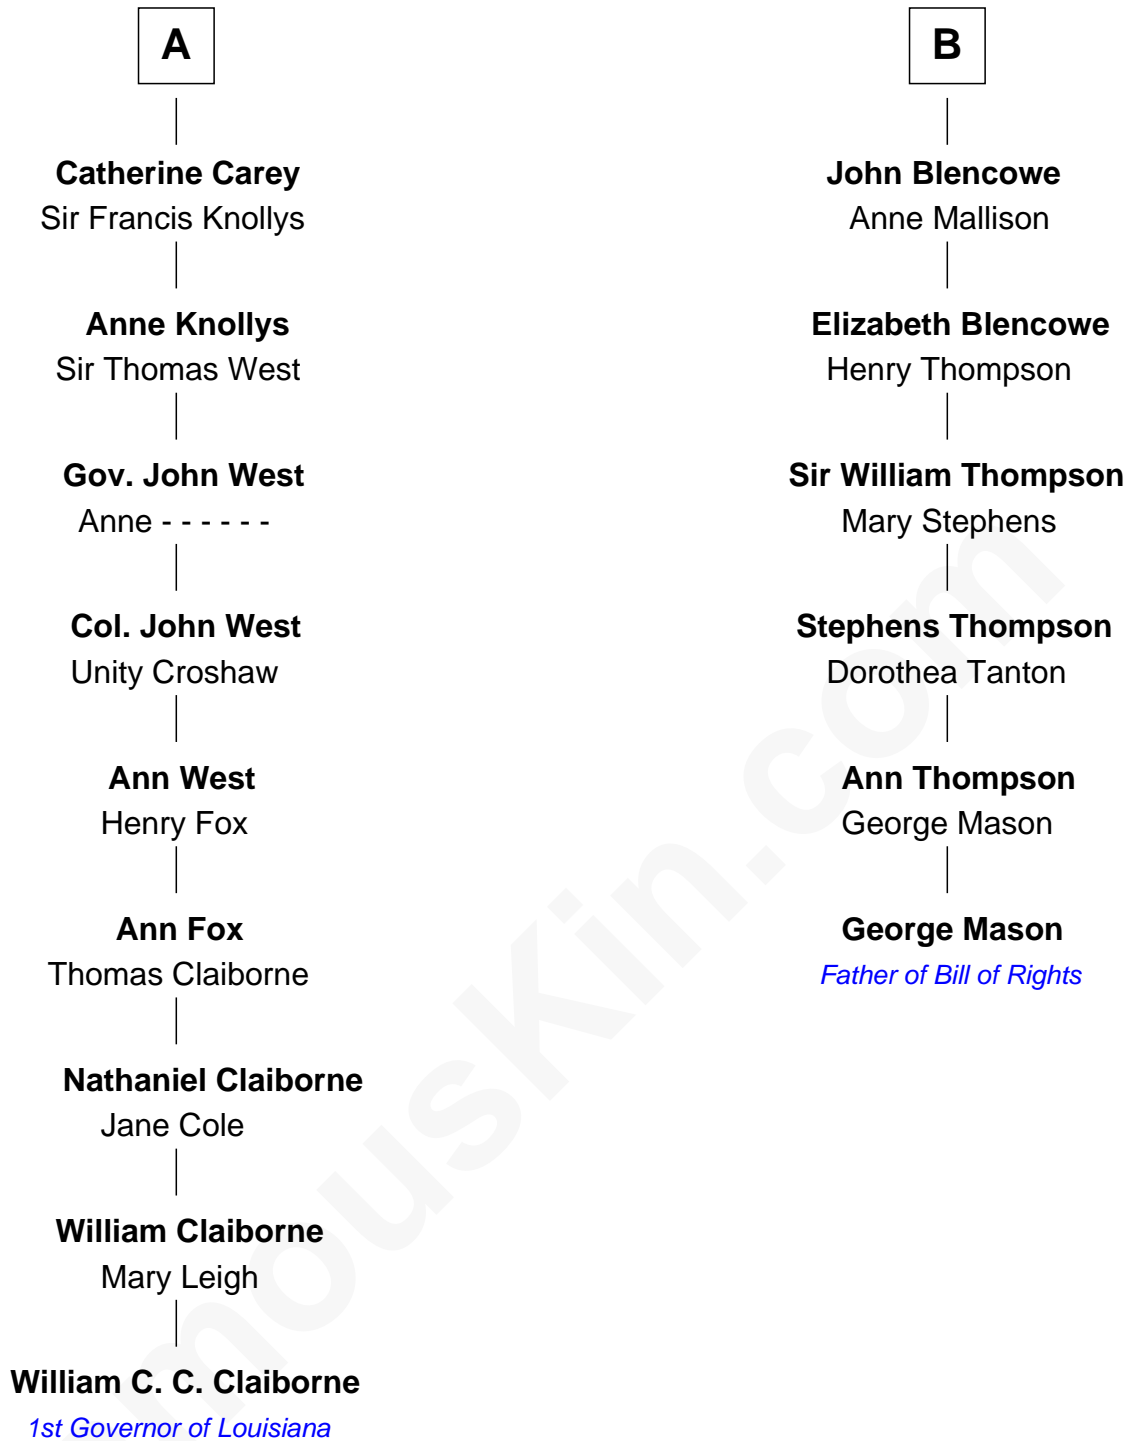 A
Catherine Carey
Sir Francis Knollys
Anne Knollys
Sir Thomas West
Gov. John West
Anne - - - - - -
Col. John West
Unity Croshaw
Ann West
Henry Fox
Ann Fox
Thomas Claiborne
Nathaniel Claiborne
Jane Cole
William Claiborne
Mary Leigh
William C. C. Claiborne
1st Governor of Louisiana
B
John Blencowe
Anne Mallison
Elizabeth Blencowe
Henry Thompson
Sir William Thompson
Mary Stephens
Stephens Thompson
Dorothea Tanton
Ann Thompson
George Mason
George Mason
Father of Bill of Rights
mousKin.com